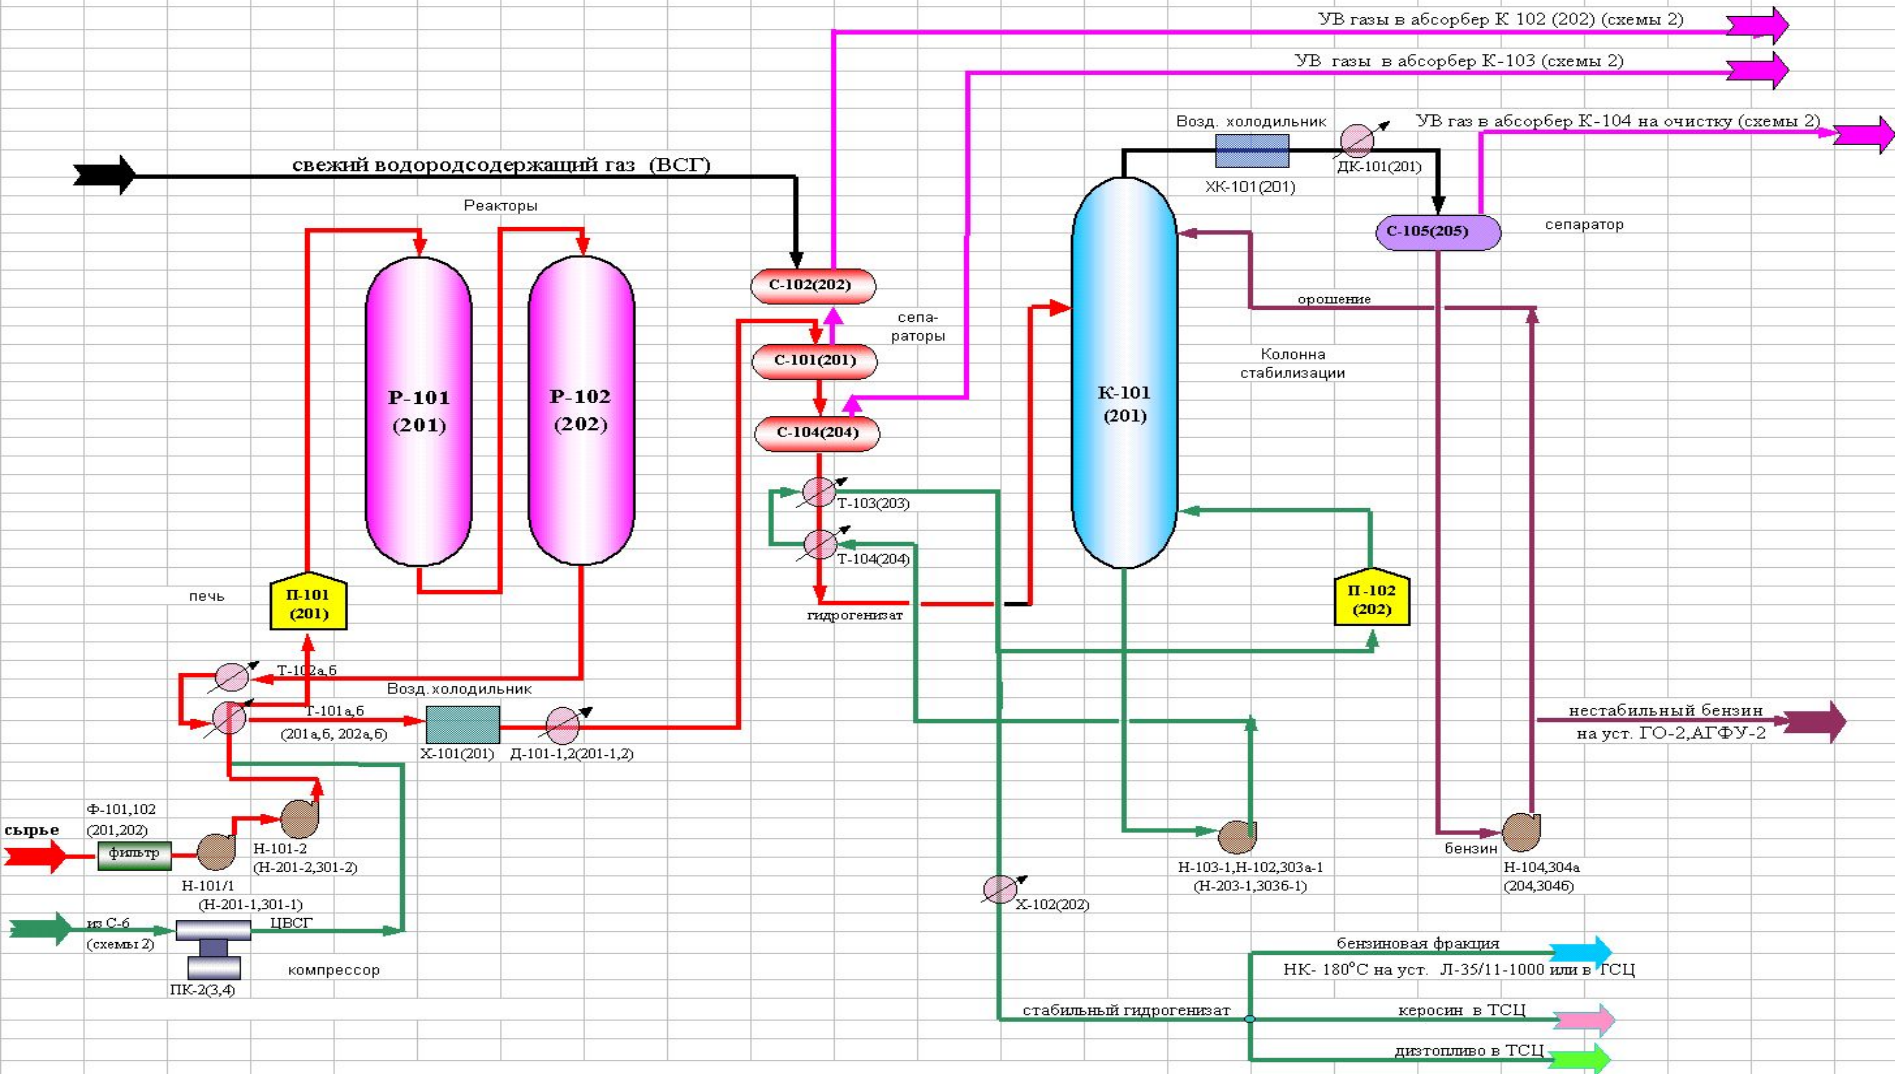 УВ газы в абсорбер К 102 (202) (схемы 2)
УВ газы в абсорбер К-103 (схемы 2)
Возд. холодильник
УВ газ в абсорбер К-104 на очистку (схемы 2)
свежий водородсодержащий газ (ВСГ)
ДК-101(201)
ХК-101(201)
Реакторы
С-105(205)
сепаратор
С-102(202)
орошение
сепа-
раторы
С-101(201)
Колонна
стабилизации
Р-101
(201)
Р-102
(202)
К-101
(201)
С-104(204)
Т-103(203)
Т-104(204)
печь
П-101
(201)
П-102
(202)
гидрогенизат
Т-102а,б
Возд.холодильник
Т-101а,б
(201а,б, 202а,б)
Х-101(201)
Д-101-1,2(201-1,2)
нестабильный бензин
на уст. ГО-2,АГФУ-2
Ф-101,102
(201,202)
сырье
фильтр
Н-101-2
(Н-201-2,301-2)
Н-101/1
(Н-201-1,301-1)
бензин
Н-103-1,Н-102,303а-1
(Н-203-1,303б-1)
Н-104,304а
(204,304б)
Х-102(202)
из С-6
(схемы 2)
ЦВСГ
компрессор
ПК-2(3,4)
бензиновая фракция
НК- 180°С на уст. Л-35/11-1000 или в ТСЦ
стабильный гидрогенизат
керосин в ТСЦ
дизтопливо в ТСЦ